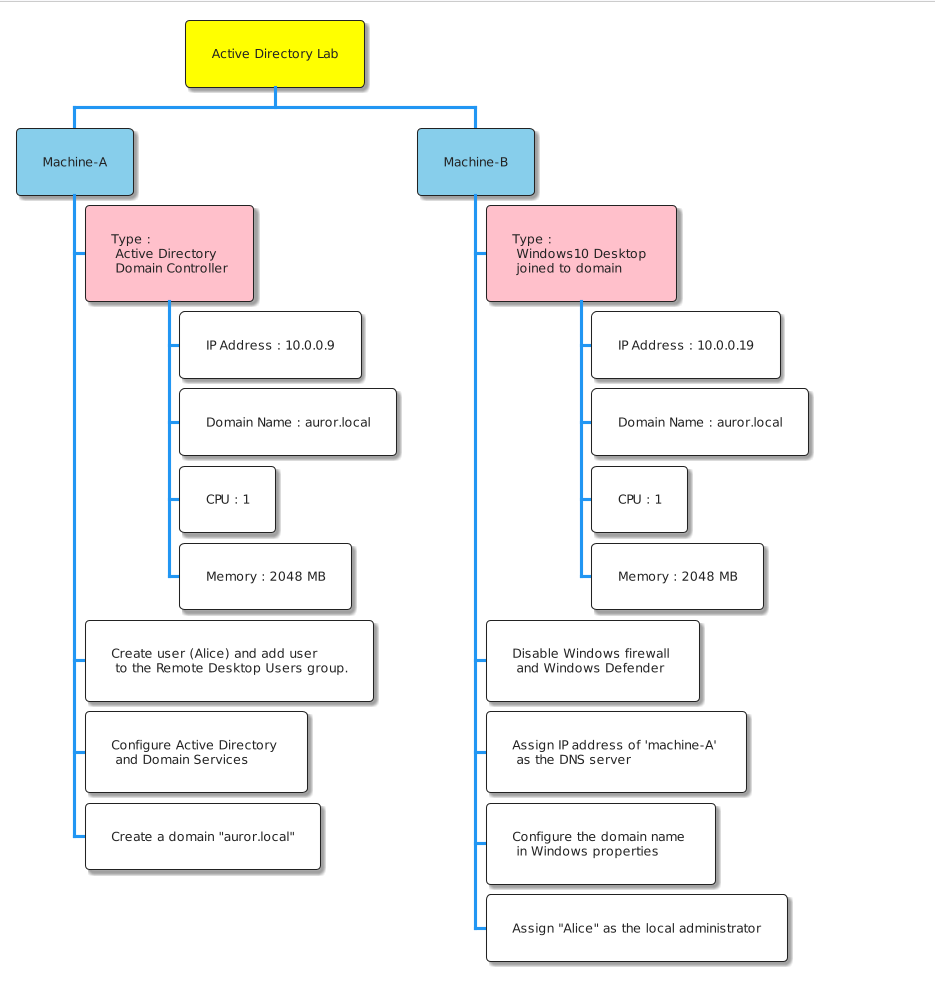 Active Directory Lab
Machine-A
Type :
Active Directory
Domain Controller
IP Address : 10.0.0.9
Domain Name : auror.local
CPU : 1
Memory : 2048 MB
Create user (Alice) and add user
to the Remote Desktop Users group.
Configure Active Directory
and Domain Services
Create a domain "auror.local"
Machine-B
Type :
Windows10 Desktop
joined to domain
IP Address : 10.0.0.19
Domain Name : auror.local
CPU : 1
Memory : 2048 MB
Disable Windows firewall
and Windows Defender
Assign IP address of 'machine-A'
as the DNS server
Configure the domain name
in Windows properties
Assign "Alice" as the local administrator